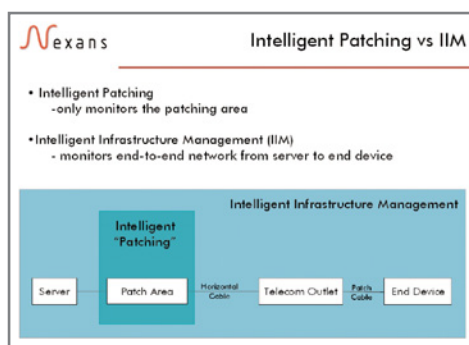 Nexans
Intelligent Patching vs IIM
• Intelligent Patching
-only monitors the patching area
•Intelligent Infrastructure Management (IIM)
- monitors end-to-end network from server to end device
Intelligent Infrastructure Management
Intelligent
"Patching"
Server
Patch Area
Horizontal
Cable
Telecom Outlet
Patch
Cable
End Device